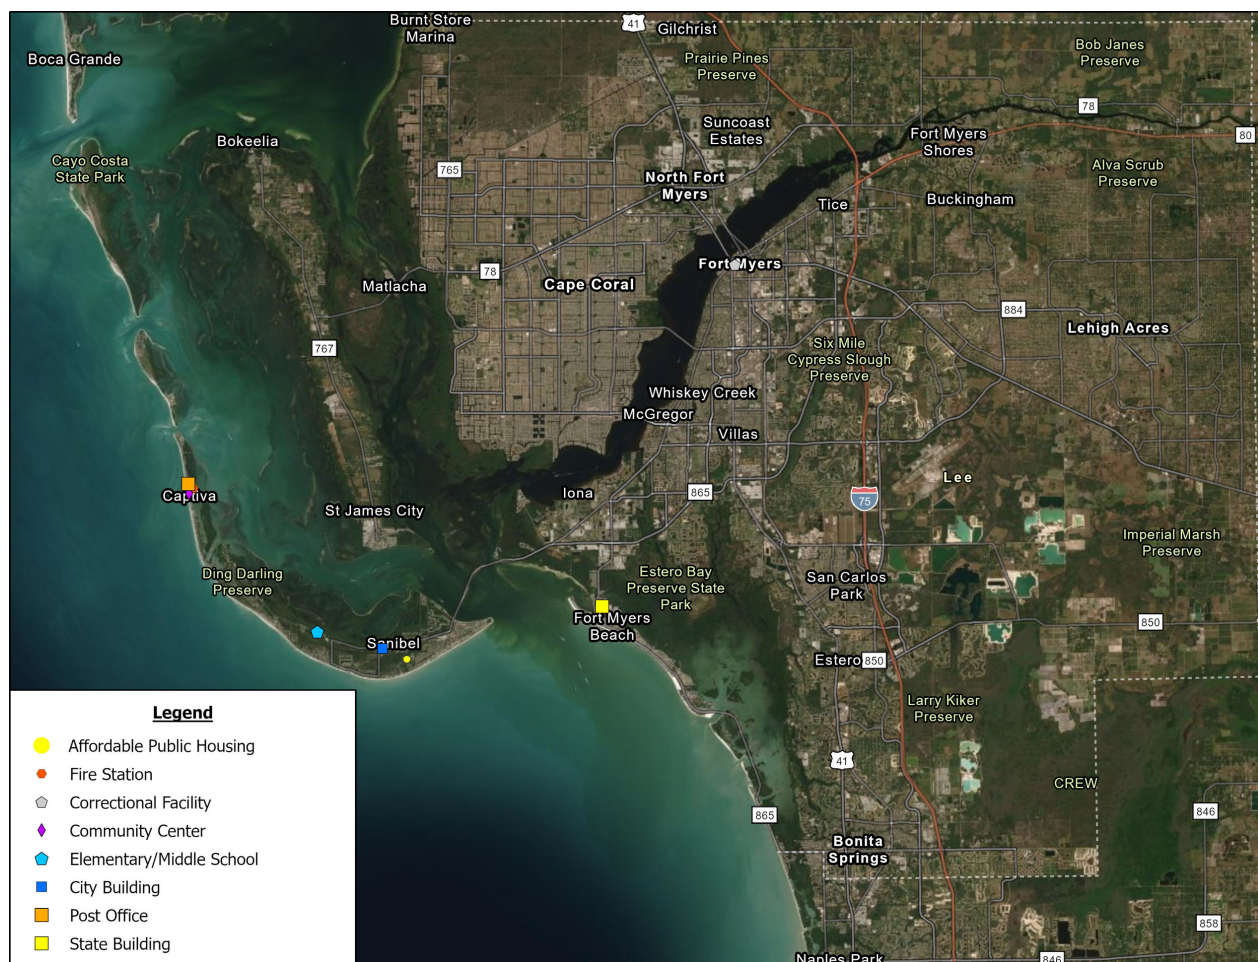 Burnt Store
Marina
41
Gilchrist
Boca Grande
Prairie Pines
Preserve
Bob Janes
Preserve
78
Suncoast
Estates
Bokeelia
Fort Myers
Shores
80
Cayo Costa
State Park
765
Alva Scrub
Preserve
North Fort
Myers
Tice
Buckingham
Fort Myers
78
Matlacha
Cape Coral
884
Lehigh Acres
767
Six Mile
Cypress Slough
Preserve
Whiskey Creek
McGregor
Villas
Lee
Captiva
Iona
865
75
St James City
Imperial Marsh
Preserve
Ding Darling
Preserve
Estero Bay
Preserve State
Park
San Carlos
Park
Fort Myers
Beach
850
Sanibel
Estero
850
Larry Kiker
Preserve
41
CREW
865
846
Bonita
Springs
858
Naples Park
846
Legend
Affordable Public Housing
Fire Station
Correctional Facility
Community Center
Elementary/Middle School
City Building
Post Office
State Building